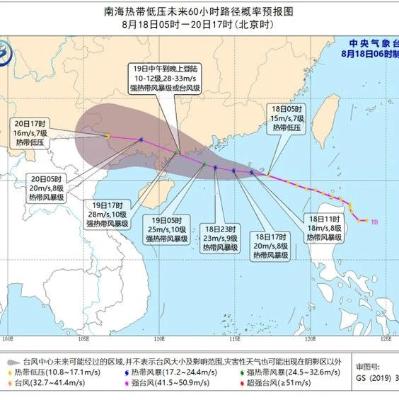 南海热带低压未来60小时路径概率预报图
8月18日05时一20日17时(北京时)
中央气象台
8月18日06时制
19日中午到晚上登陆
10-12级,28-33m/s
强热带风暴级或台风级
18日05时
15m/s,7级
热带低压
20日17时
16m/s,7级
热带低压
20日05时
20m/s,8级
热带风暴级
19日17时
28m/s,10级
强热带风暴级
19日05时
25m/s,10级
强热带风暴级
18日23时
23m/s,9级
热带风暴级
18日17时
20m/s,8级
热带风暴级
18日11时
18m/s,8级
热带风暴级
105°E
110°E
115°E
120°E
125°E
台风中心未来可能经过的区域,并不表示台风大小及影响范围,灾害性天气也可能出现在阴影区以外
热带低压(10.8~17.1m/s)
热带风暴(17.2~24.4m/s)
强热带风暴(24.5~32.6m/s)
台风(32.7~41.4m/s)
强台风(41.5~50.9m/s)
超强台风(≥51m/s)
审图号:
GS (2019) 3